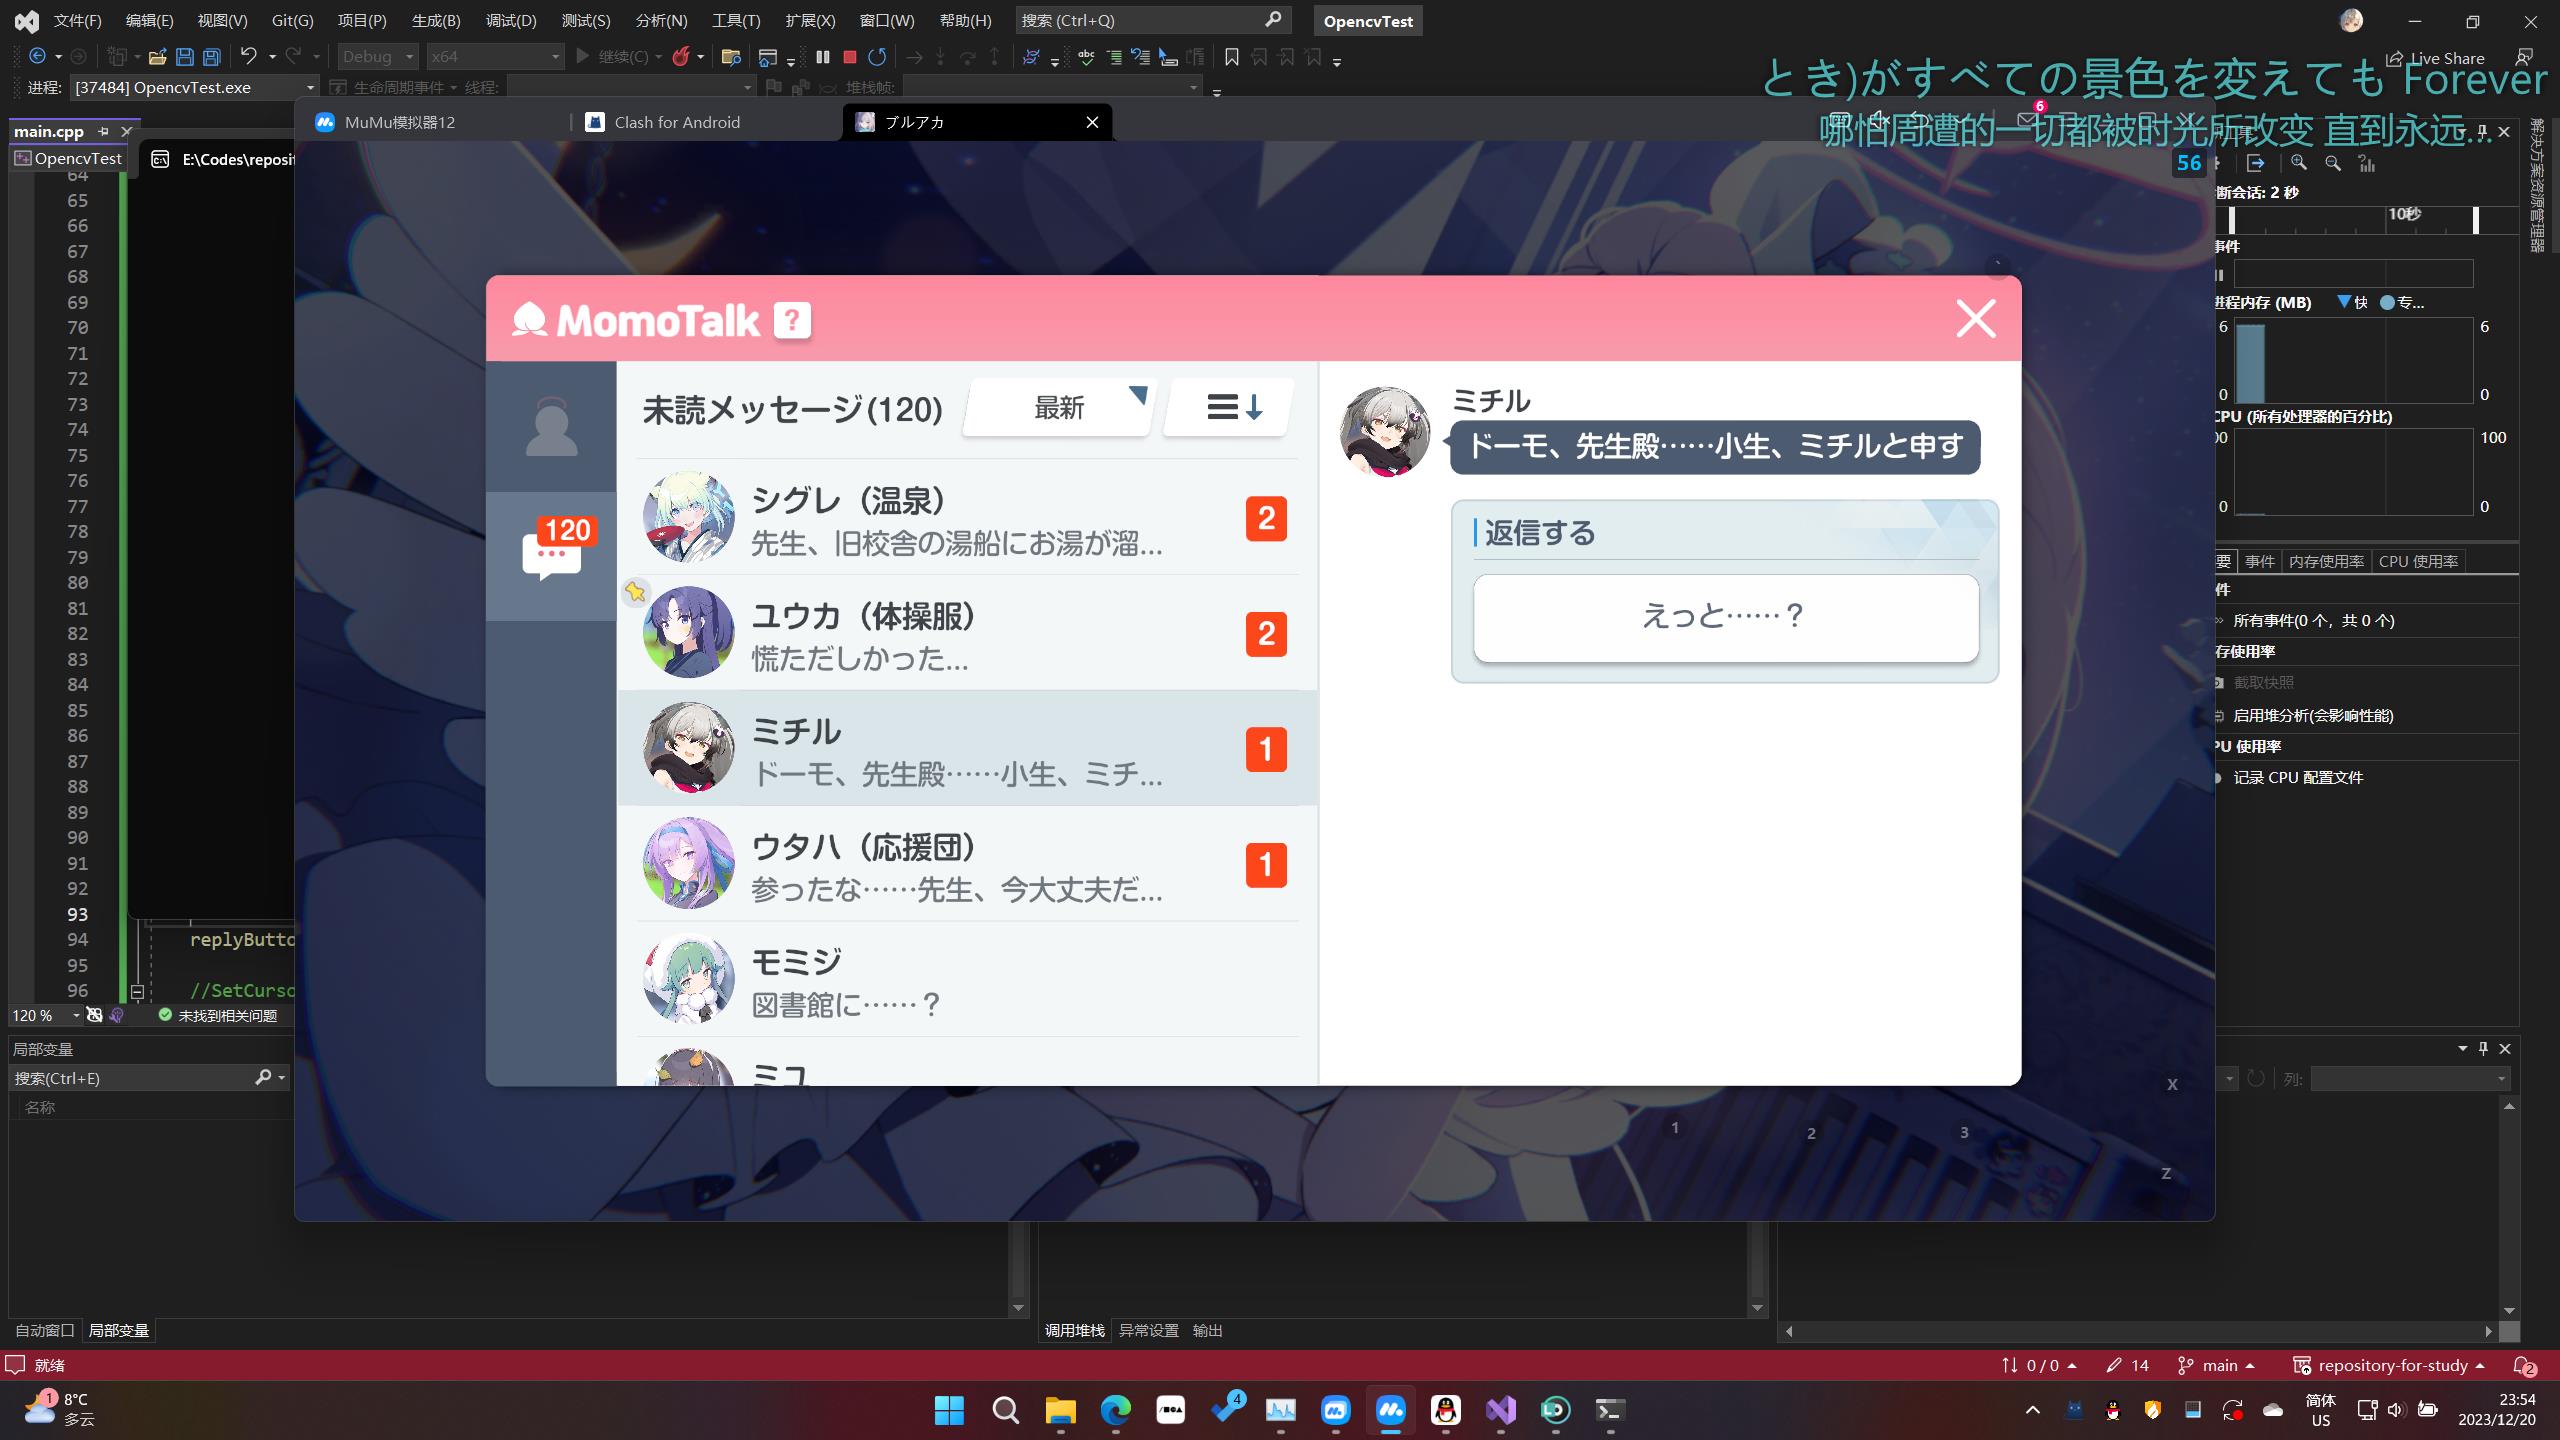 文件(F) 编辑(E) 视图(V) Git(G) 项目(P) 生成(B) 调试(D) 测试(S) 分析(N) 工具(T) 扩展(X) 窗口(W) 帮助(H) 搜索 (Ctrl+Q) OpencvTest
Debug x64 继续(C) Live Share
进程: [37484] OpencvTest.exe 生命周期事件 线程: 堆栈帧:
とき)がすべての景色を変えても Forever
哪怕周遭的一切都被时光所改变 直到永远...
main.cpp
OpencvTest
E:\Codes\reposit
MuMu模拟器12
Clash for Android
ブルアカ
6
56
MomoTalk ?
未読メッセージ(120)
最新
120
シグレ（温泉）
先生、旧校舎の湯船にお湯が溜...
2
ユウカ（体操服）
慌ただしかった...
2
ミチル
ドーモ、先生殿……小生、ミチ...
1
ウタハ（応援団）
参ったな……先生、今大丈夫だ...
1
モミジ
図書館に……？
ミユ
ミチル
ドーモ、先生殿……小生、ミチルと申す
返信する
えっと……？
1
2
3
X
Z
64
65
66
67
68
69
70
71
72
73
74
75
76
77
78
79
80
81
82
83
84
85
86
87
88
89
90
91
92
93
94 replyButto
95
96 //SetCurso
120 % 未找到相关问题
解决方案资源管理器
断会话: 2 秒
10秒
事件
进程内存 (MB) 快 专...
6 6
0 0
CPU (所有处理器的百分比)
00 100
0 0
要 事件 内存使用率 CPU 使用率
件
所有事件(0 个，共 0 个)
存使用率
截取快照
启用堆分析(会影响性能)
PU 使用率
记录 CPU 配置文件
局部变量
搜索(Ctrl+E)
名称
列:
自动窗口 局部变量
调用堆栈 异常设置 输出
就绪
0 / 0 14 main repository-for-study 2
1
8°C
多云
4
简体
US
23:54
2023/12/20